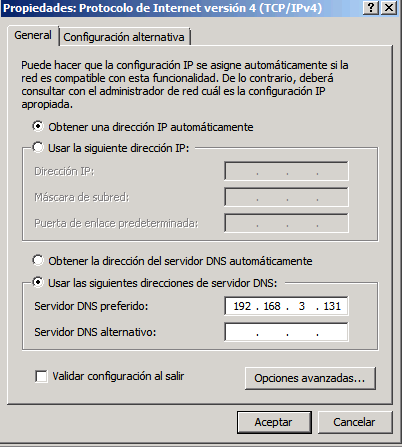 Propiedades: Protocolo de Internet versión 4 (TCP/IPv4)
General
Configuración alternativa
Puede hacer que la configuración IP se asigne automáticamente si la
red es compatible con esta funcionalidad. De lo contrario, deberá
consultar con el administrador de red cuál es la configuración IP
apropiada.
Obtener una dirección IP automáticamente
Usar la siguiente dirección IP:
Dirección IP:
Máscara de subred:
Puerta de enlace predeterminada:
Obtener la dirección del servidor DNS automáticamente
Usar las siguientes direcciones de servidor DNS:
Servidor DNS preferido: 192 . 168 . 3 . 131
Servidor DNS alternativo: . . .
Validar configuración al salir
Opciones avanzadas...
Aceptar
Cancelar